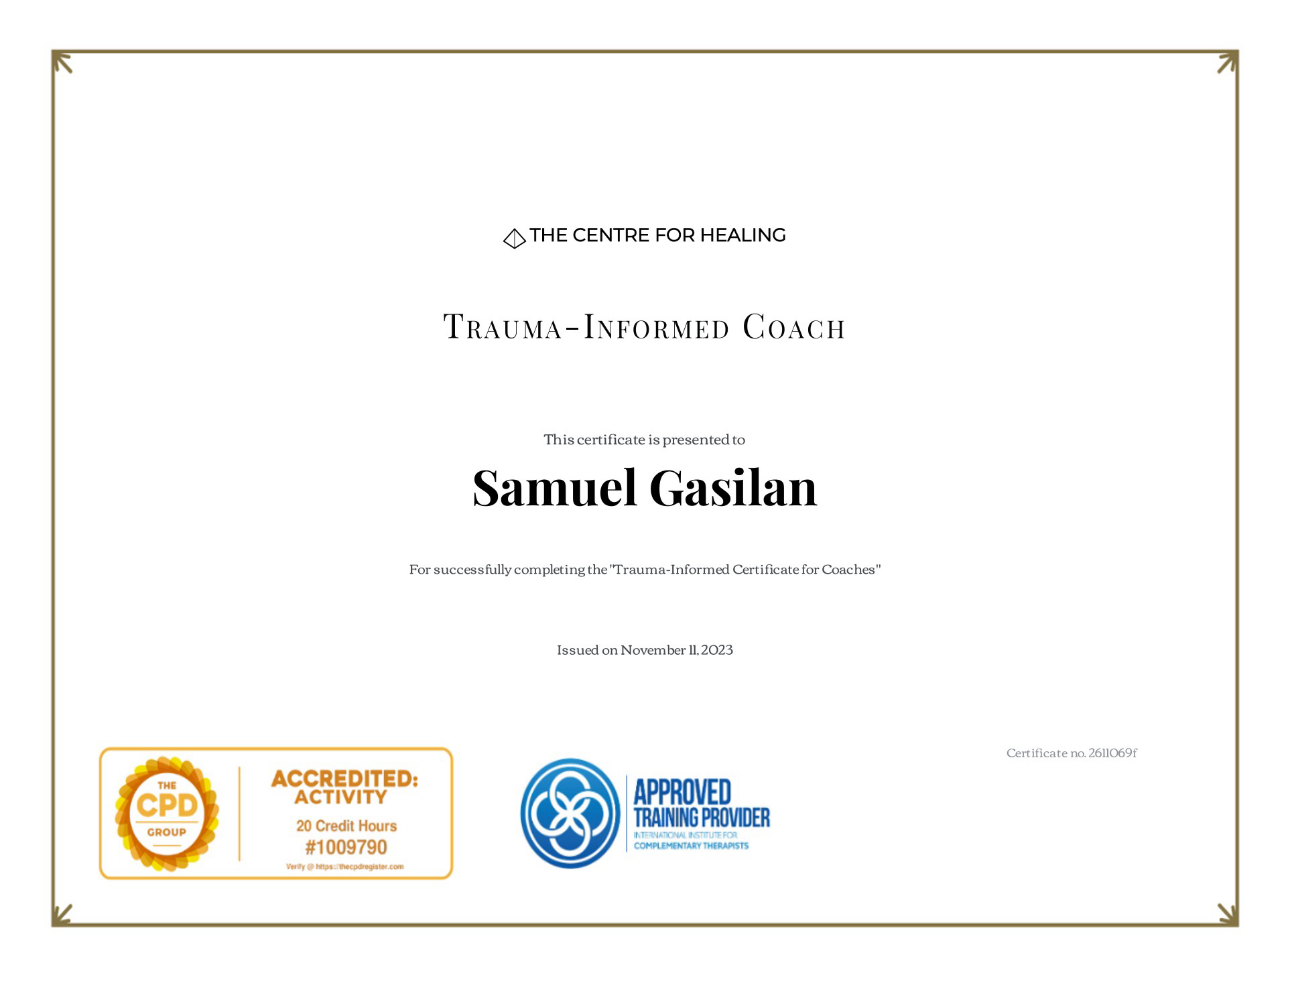 THE CENTRE FOR HEALING
Trauma-Informed Coach
This certificate is presented to
Samuel Gasilan
For successfully completing the "Trauma-Informed Certificate for Coaches"
Issued on November 11, 2023
Certificate no. 2611069f
THE
CPD
GROUP
ACCREDITED:
ACTIVITY
20 Credit Hours
#1009790
Verify @ https://thecpdregister.com
APPROVED
TRAINING PROVIDER
INTERNATIONAL INSTITUTE FOR
COMPLEMENTARY THERAPISTS